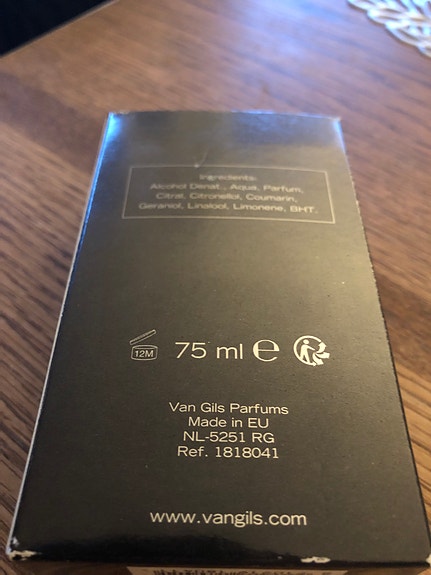 Ingredients:
Alcohol Denat., Aqua, Parfum,
Citral, Citronellol, Coumarin,
Geraniol, Linalool, Limonene, BHT.
12M 75 ml e
Van Gils Parfums
Made in EU
NL-5251 RG
Ref. 1818041
www.vangils.com